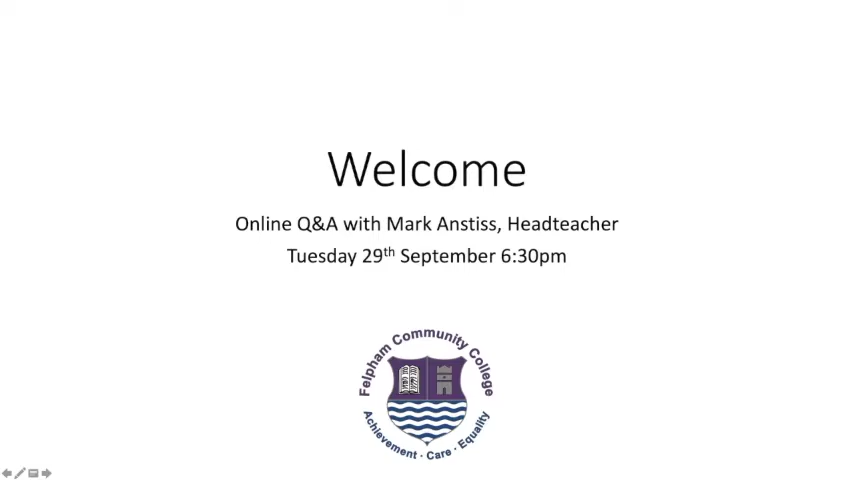 Welcome
Online Q&A with Mark Anstiss, Headteacher
Tuesday 29th September 6:30pm
Felpham Community College
Achievement · Care · Equality